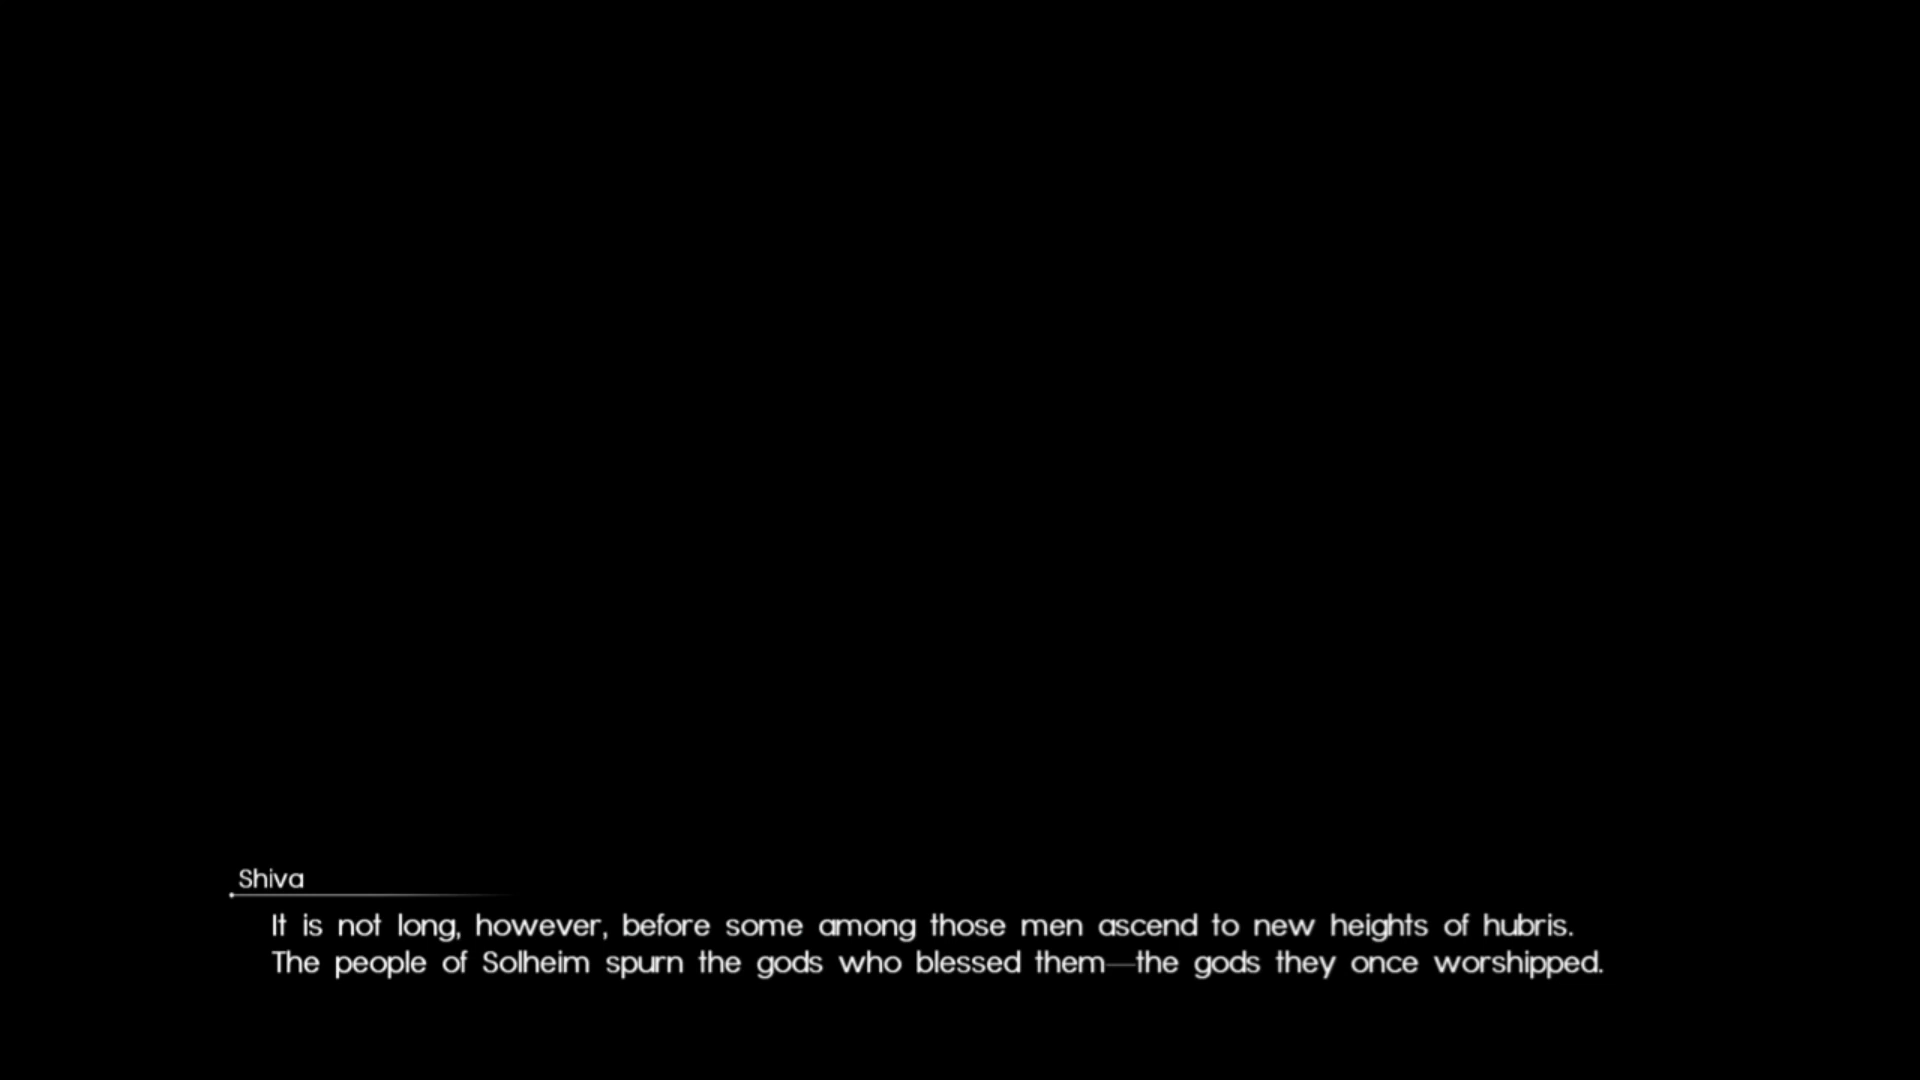 Shiva
It is not long, however, before some among those men ascend to new heights of hubris.
The people of Solheim spurn the gods who blessed them—the gods they once worshipped.